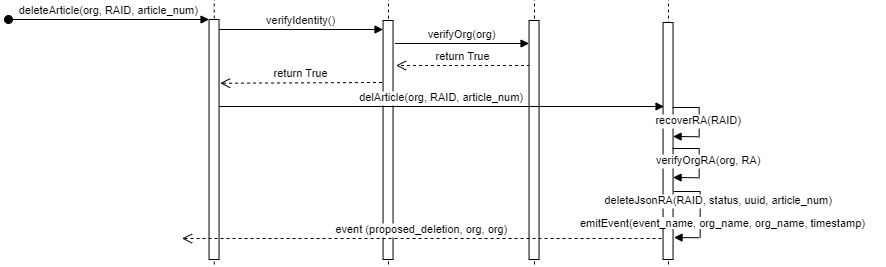 deleteArticle(org, RAID, article_num)
verifyIdentity()
verifyOrg(org)
return True
return True
delArticle(org, RAID, article_num)
recoverRA(RAID)
verifyOrgRA(org, RA)
deleteJsonRA(RAID, status, uuid, article_num)
emitEvent(event_name, org_name, org_name, timestamp)
event (proposed_deletion, org, org)